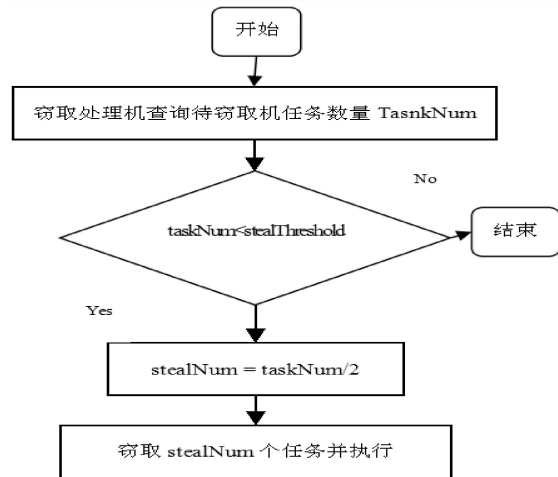 开始
窃取处理机查询待窃取机任务数量 TasnkNum
No
taskNum<stealThreshold
结束
Yes
stealNum = taskNum/2
窃取 stealNum 个任务并执行